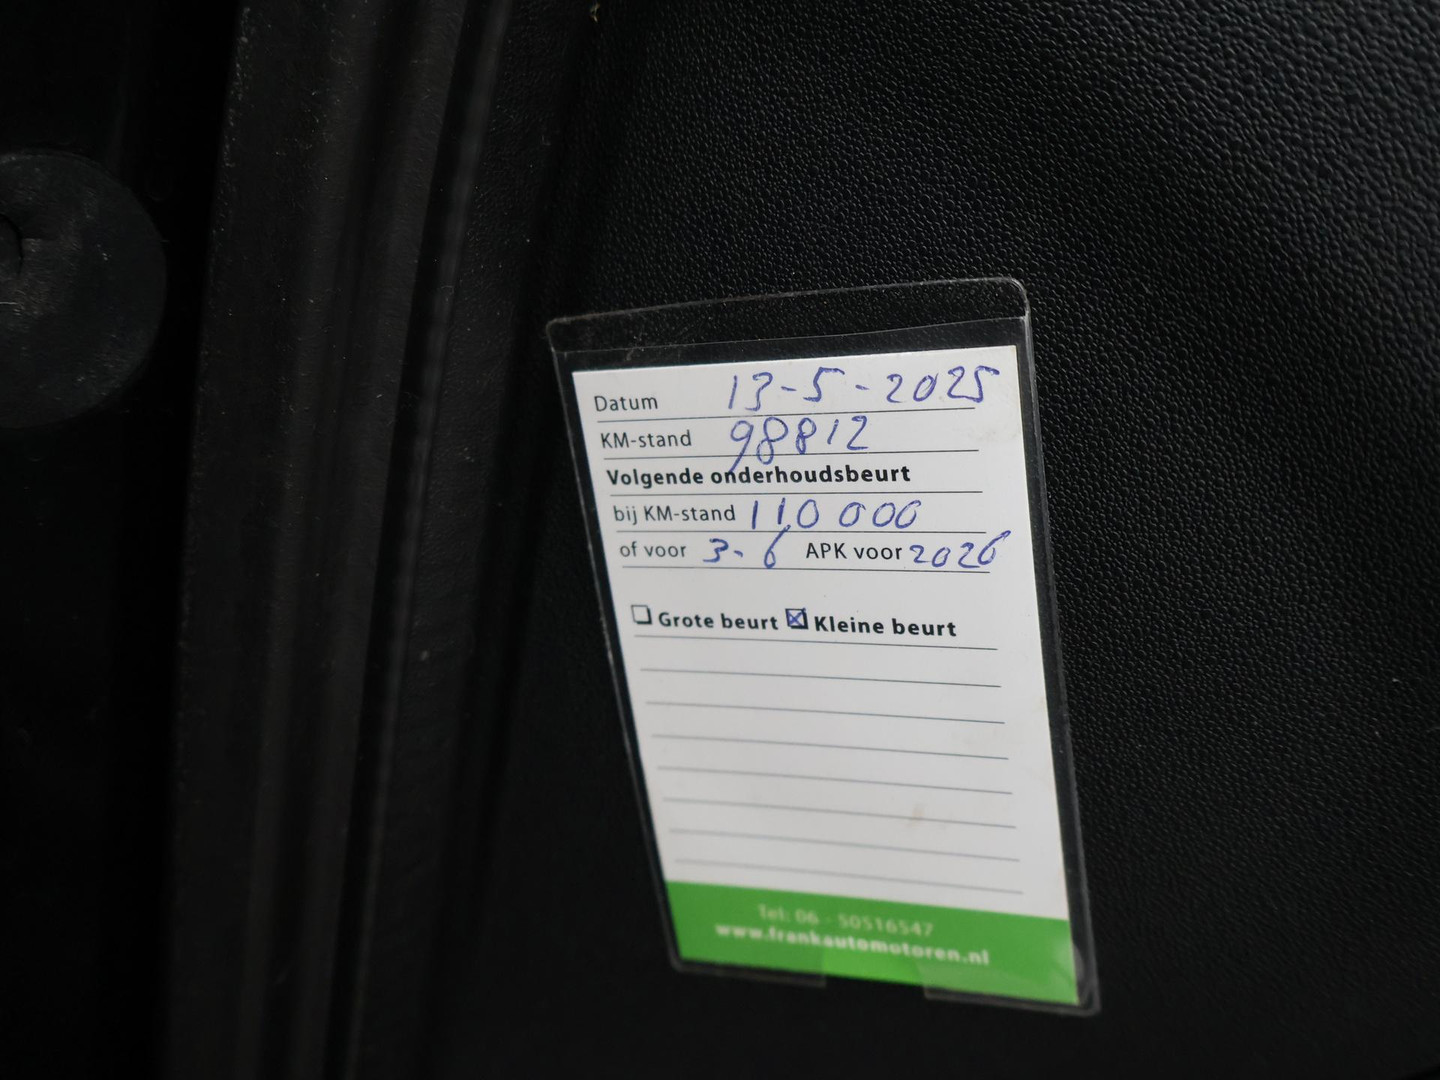 Datum 13-5-2025
KM-stand 98812
Volgende onderhoudsbeurt
bij KM-stand 110 000
of voor 3-6 APK voor 2026
Grote beurt Kleine beurt
Tel: 06 - 50516547
www.frankautomotoren.nl